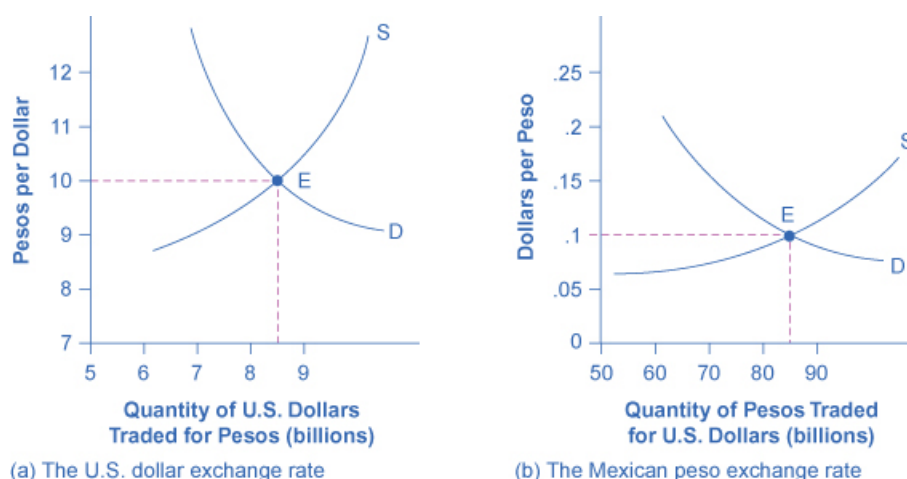 Pesos per Dollar
12
11
10
9
8
7
S
E
D
5
6
7
8
9
Quantity of U.S. Dollars
Traded for Pesos (billions)
(a) The U.S. dollar exchange rate
Dollars per Peso
.25
.2
.15
.1
.05
0
S
E
D
50
60
70
80
90
Quantity of Pesos Traded
for U.S. Dollars (billions)
(b) The Mexican peso exchange rate